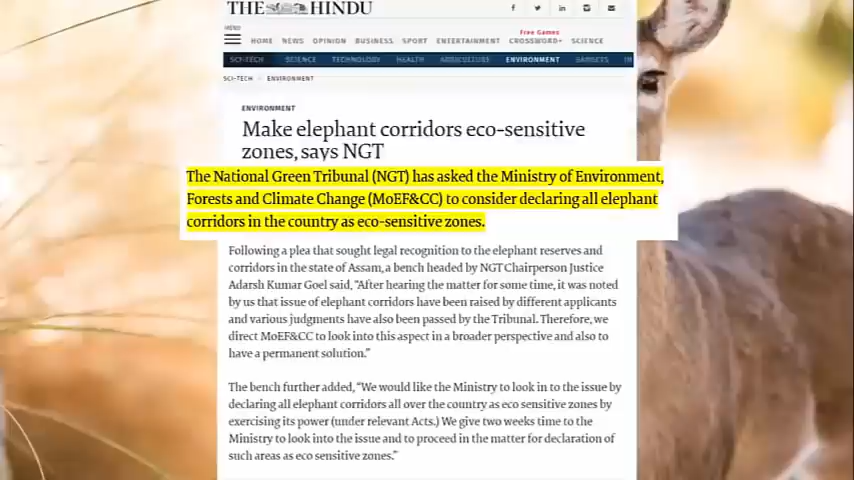 THE HINDU
MENU
Free Games
HOME NEWS OPINION BUSINESS SPORT ENTERTAINMENT CROSSWORD+ SCIENCE
SCI-TECH SCIENCE TECHNOLOGY HEALTH AGRICULTURE ENVIRONMENT GADGETS IN
SCI-TECH ENVIRONMENT
ENVIRONMENT
Make elephant corridors eco-sensitive
zones, says NGT
The National Green Tribunal (NGT) has asked the Ministry of Environment,
Forests and Climate Change (MoEF&CC) to consider declaring all elephant
corridors in the country as eco-sensitive zones.
Following a plea that sought legal recognition to the elephant reserves and
corridors in the state of Assam, a bench headed by NGT Chairperson Justice
Adarsh Kumar Goel said, "After hearing the matter for some time, it was noted
by us that issue of elephant corridors have been raised by different applicants
and various judgments have also been passed by the Tribunal. Therefore, we
direct MoEF&CC to look into this aspect in a broader perspective and also to
have a permanent solution."
The bench further added, "We would like the Ministry to look in to the issue by
declaring all elephant corridors all over the country as eco sensitive zones by
exercising its power (under relevant Acts.) We give two weeks time to the
Ministry to look into the issue and to proceed in the matter for declaration of
such areas as eco sensitive zones."